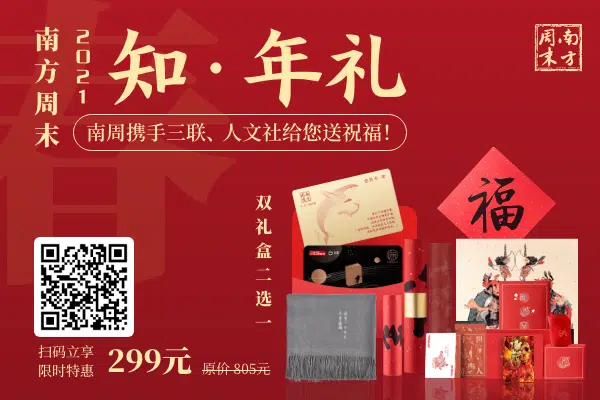 南方周末
2021
知·年礼
南方
周末
南周携手三联、人文社给您送祝福！
双礼盒二选一
福
扫码立享
限时特惠
299元
原价 805元